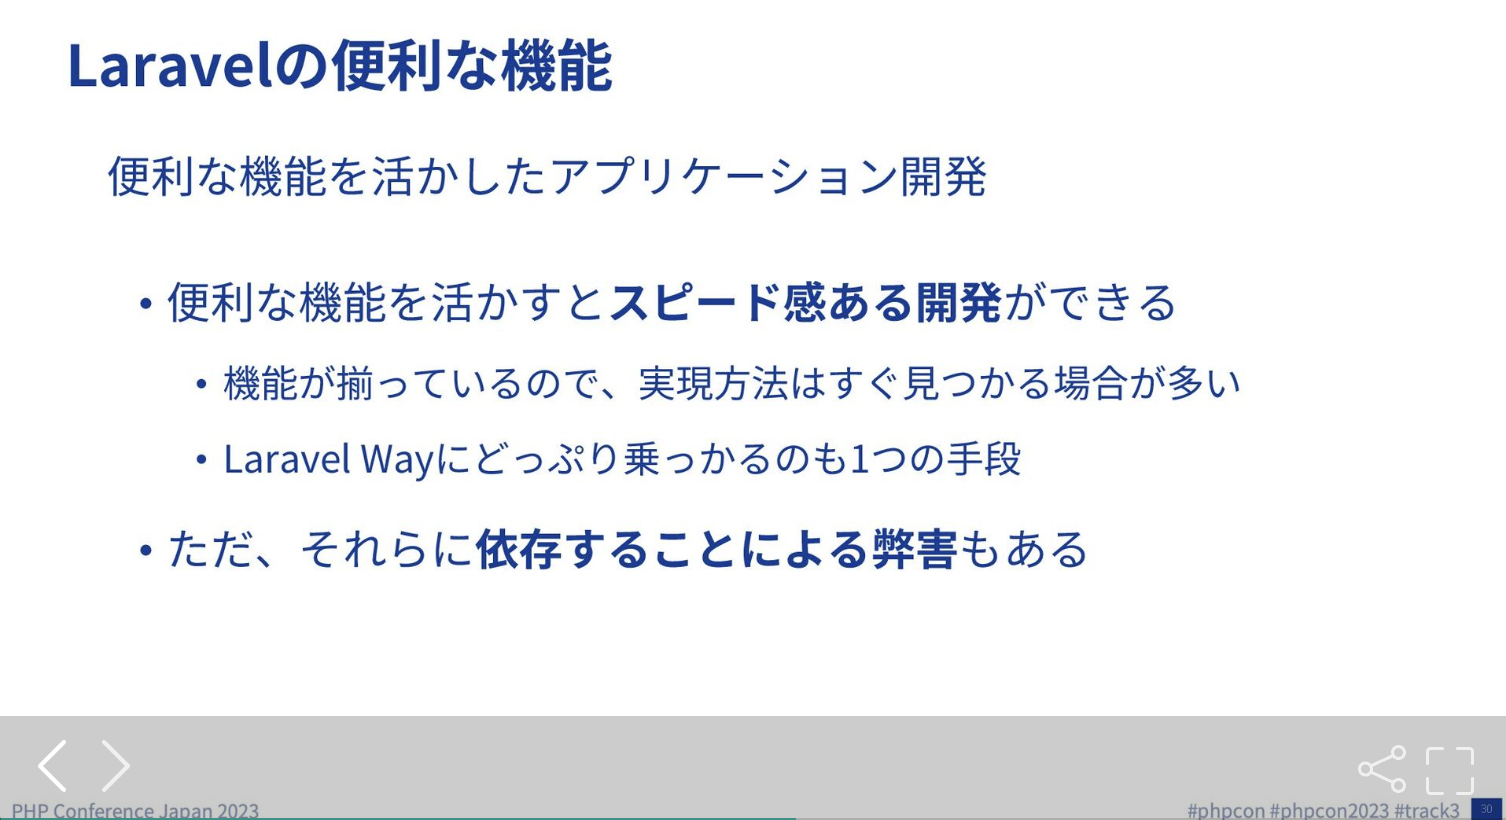 Laravelの便利な機能
便利な機能を活かしたアプリケーション開発
• 便利な機能を活かすとスピード感ある開発ができる
• 機能が揃っているので、実現方法はすぐ見つかる場合が多い
• Laravel Wayにどっぷり乗っかるのも1つの手段
• ただ、それらに依存することによる弊害もある
PHP Conference Japan 2023
#phpcon #phpcon2023 #track3
30